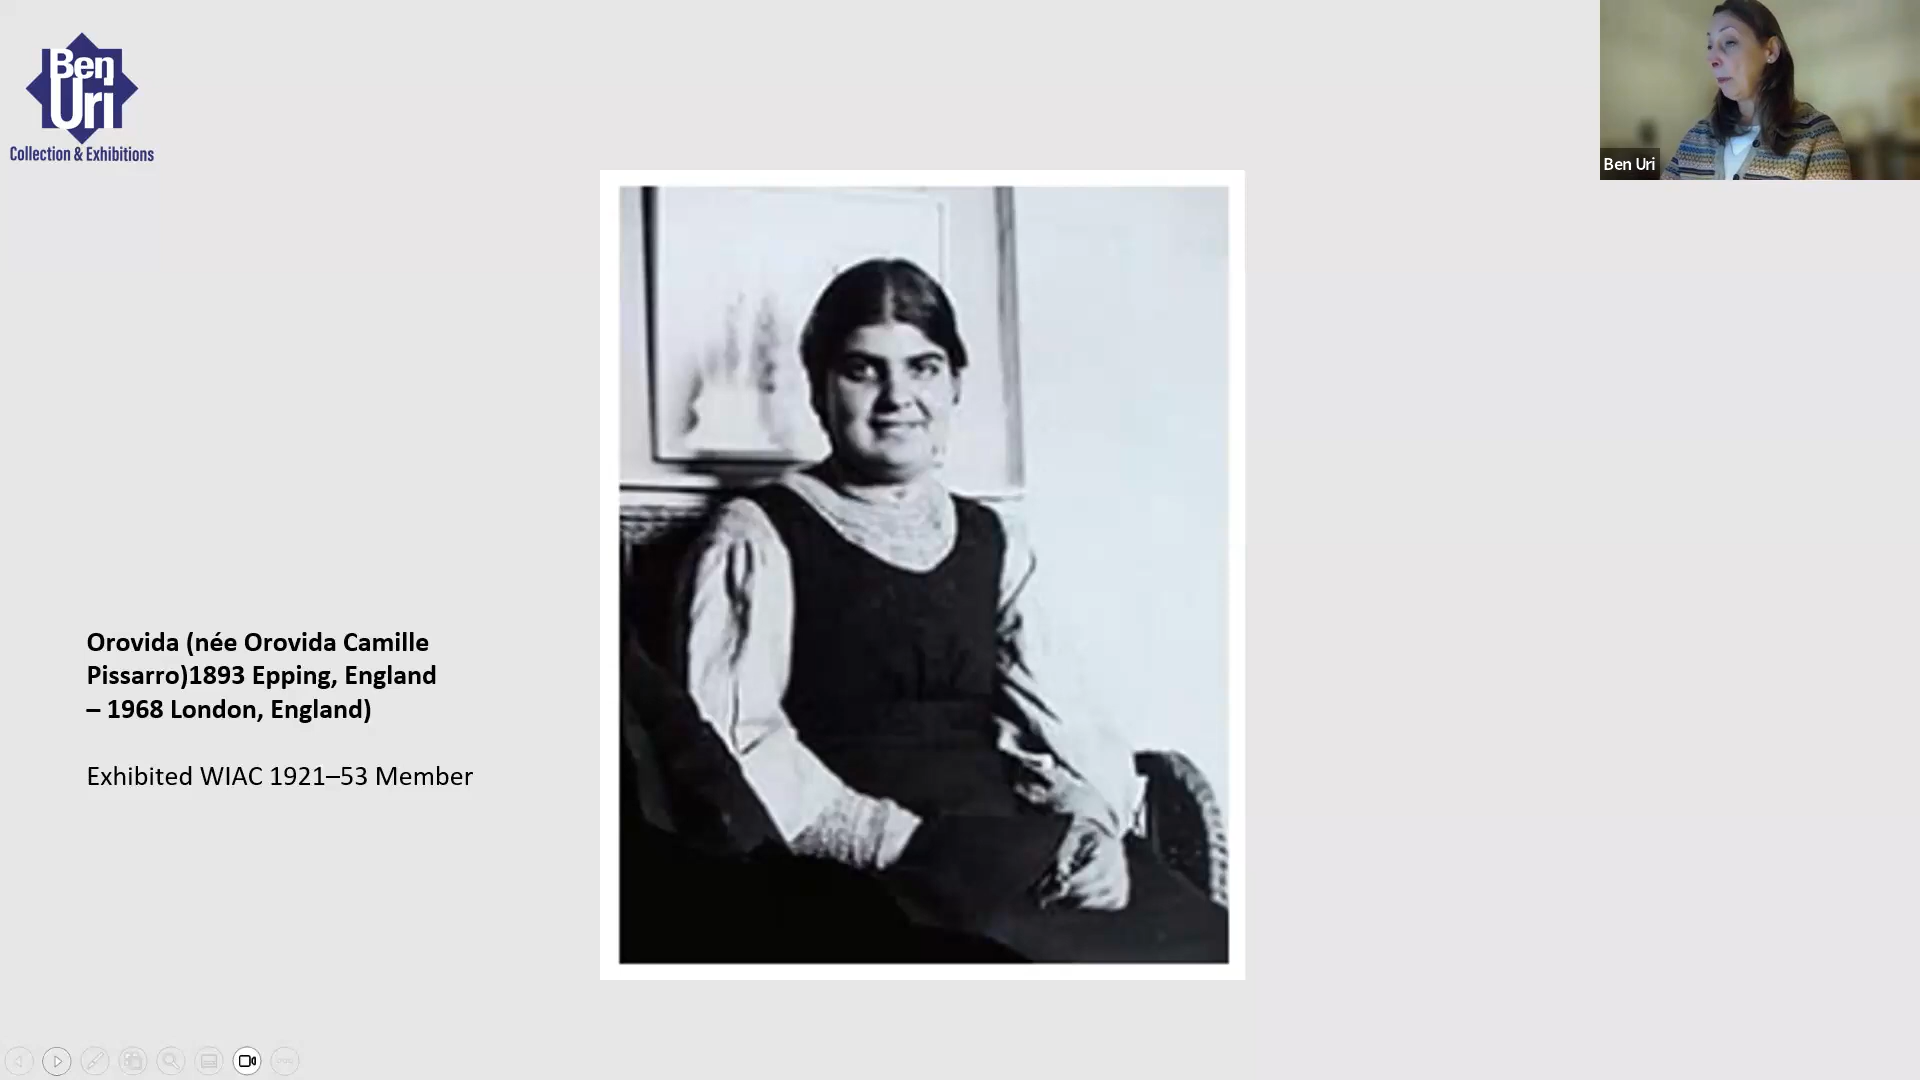 Ben
Uri
Collection & Exhibitions
Ben Uri
Orovida (née Orovida Camille
Pissarro)1893 Epping, England
– 1968 London, England)
Exhibited WIAC 1921–53 Member